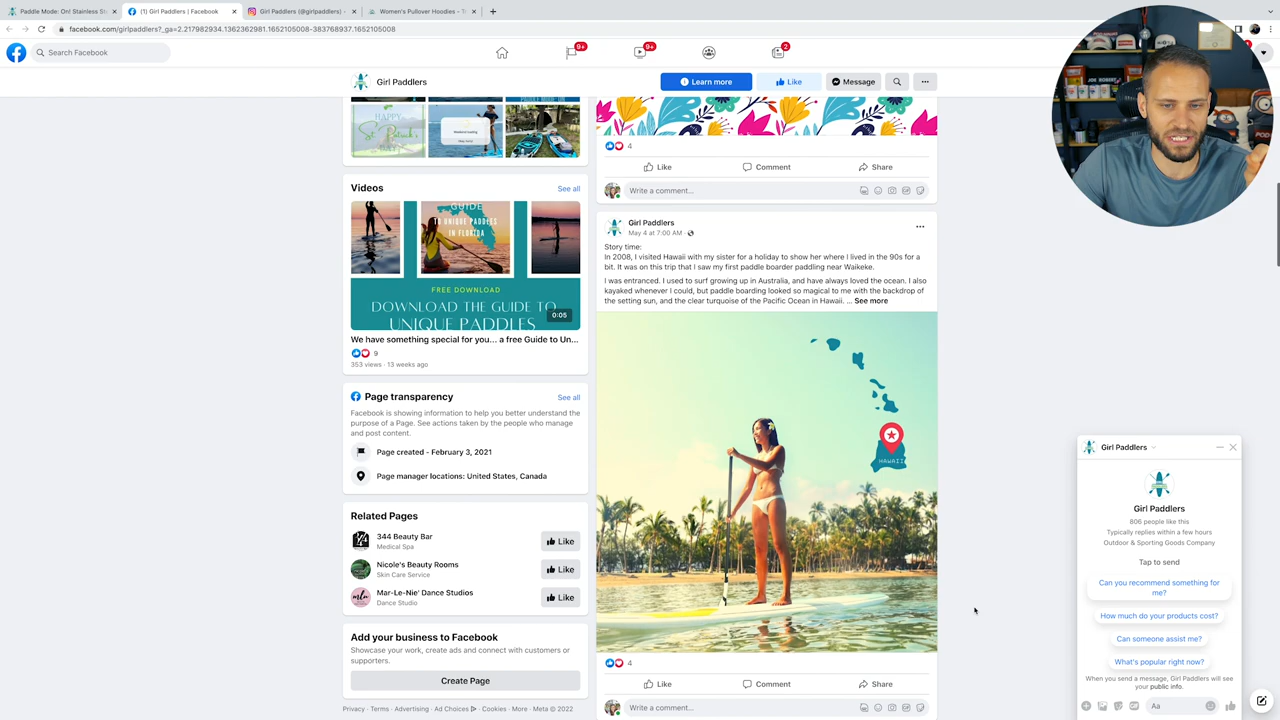 Paddle Mode: On! Stainless St
(1) Girl Paddlers | Facebook
Girl Paddlers (@girlpaddlers)
Women's Pullover Hoodies
facebook.com/girlpaddlers?_ga=2.217982934.1362362981.1652105008-383768937.1652105008
Search Facebook
9+
9+
2
Girl Paddlers
Learn more
Like
Message
HAPPY
4
Like
Comment
Share
Write a comment...
Videos
See all
GUIDE
TO UNIQUE PADDLES
IN FLORIDA
FREE DOWNLOAD
DOWNLOAD THE GUIDE TO
UNIQUE PADDLES
0:05
We have something special for you... a free Guide to Un...
9
353 views · 13 weeks ago
Page transparency
See all
Facebook is showing information to help you better understand the
purpose of a Page. See actions taken by the people who manage
and post content.
Page created - February 3, 2021
Page manager locations: United States, Canada
Related Pages
344 Beauty Bar
Medical Spa
Like
Nicole's Beauty Rooms
Skin Care Service
Like
Mar-Le-Nie' Dance Studios
Dance Studio
Like
Add your business to Facebook
Showcase your work, create ads and connect with customers or
supporters.
Create Page
Privacy · Terms · Advertising · Ad Choices · Cookies · More · Meta © 2022
Girl Paddlers
May 4 at 7:00 AM ·
Story time:
In 2008, I visited Hawaii with my sister for a holiday to show her where I lived in the 90s for a
bit. It was on this trip that I saw my first paddle boarder paddling near Waikeke.
I was entranced. I used to surf growing up in Australia, and have always loved the ocean. I also
kayaked whenever I could, but paddle boarding looked so magical to me with the backdrop of
the setting sun, and the clear turquoise of the Pacific Ocean in Hawaii. ... See more
HAWAII
4
Like
Comment
Share
Write a comment...
Girl Paddlers
Girl Paddlers
806 people like this
Typically replies within a few hours
Outdoor & Sporting Goods Company
Tap to send
Can you recommend something for
me?
How much do your products cost?
Can someone assist me?
What's popular right now?
When you send a message, Girl Paddlers will see
your public info.
Aa